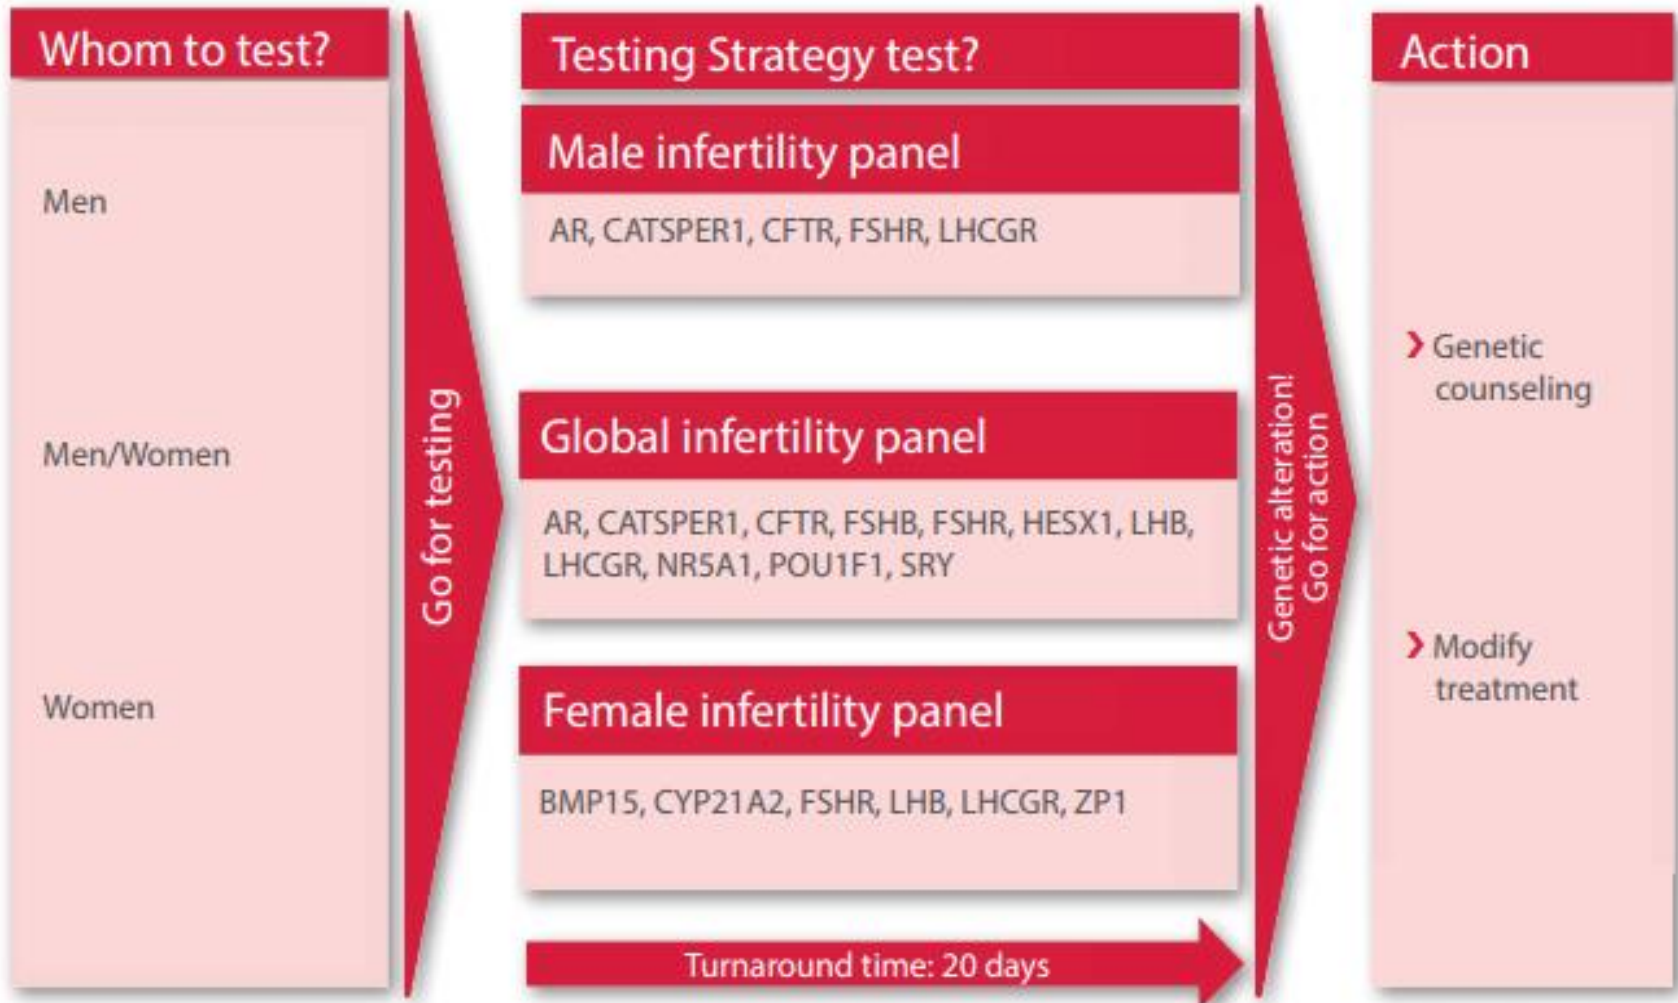 Whom to test?
Men
Men/Women
Women
Go for testing
Testing Strategy test?
Male infertility panel
AR, CATSPER1, CFTR, FSHR, LHCGR
Global infertility panel
AR, CATSPER1, CFTR, FSHB, FSHR, HESX1, LHB,
LHCGR, NR5A1, POU1F1, SRY
Female infertility panel
BMP15, CYP21A2, FSHR, LHB, LHCGR, ZP1
Turnaround time: 20 days
Genetic alteration!
Go for action
Action
❯ Genetic
counseling
❯ Modify
treatment